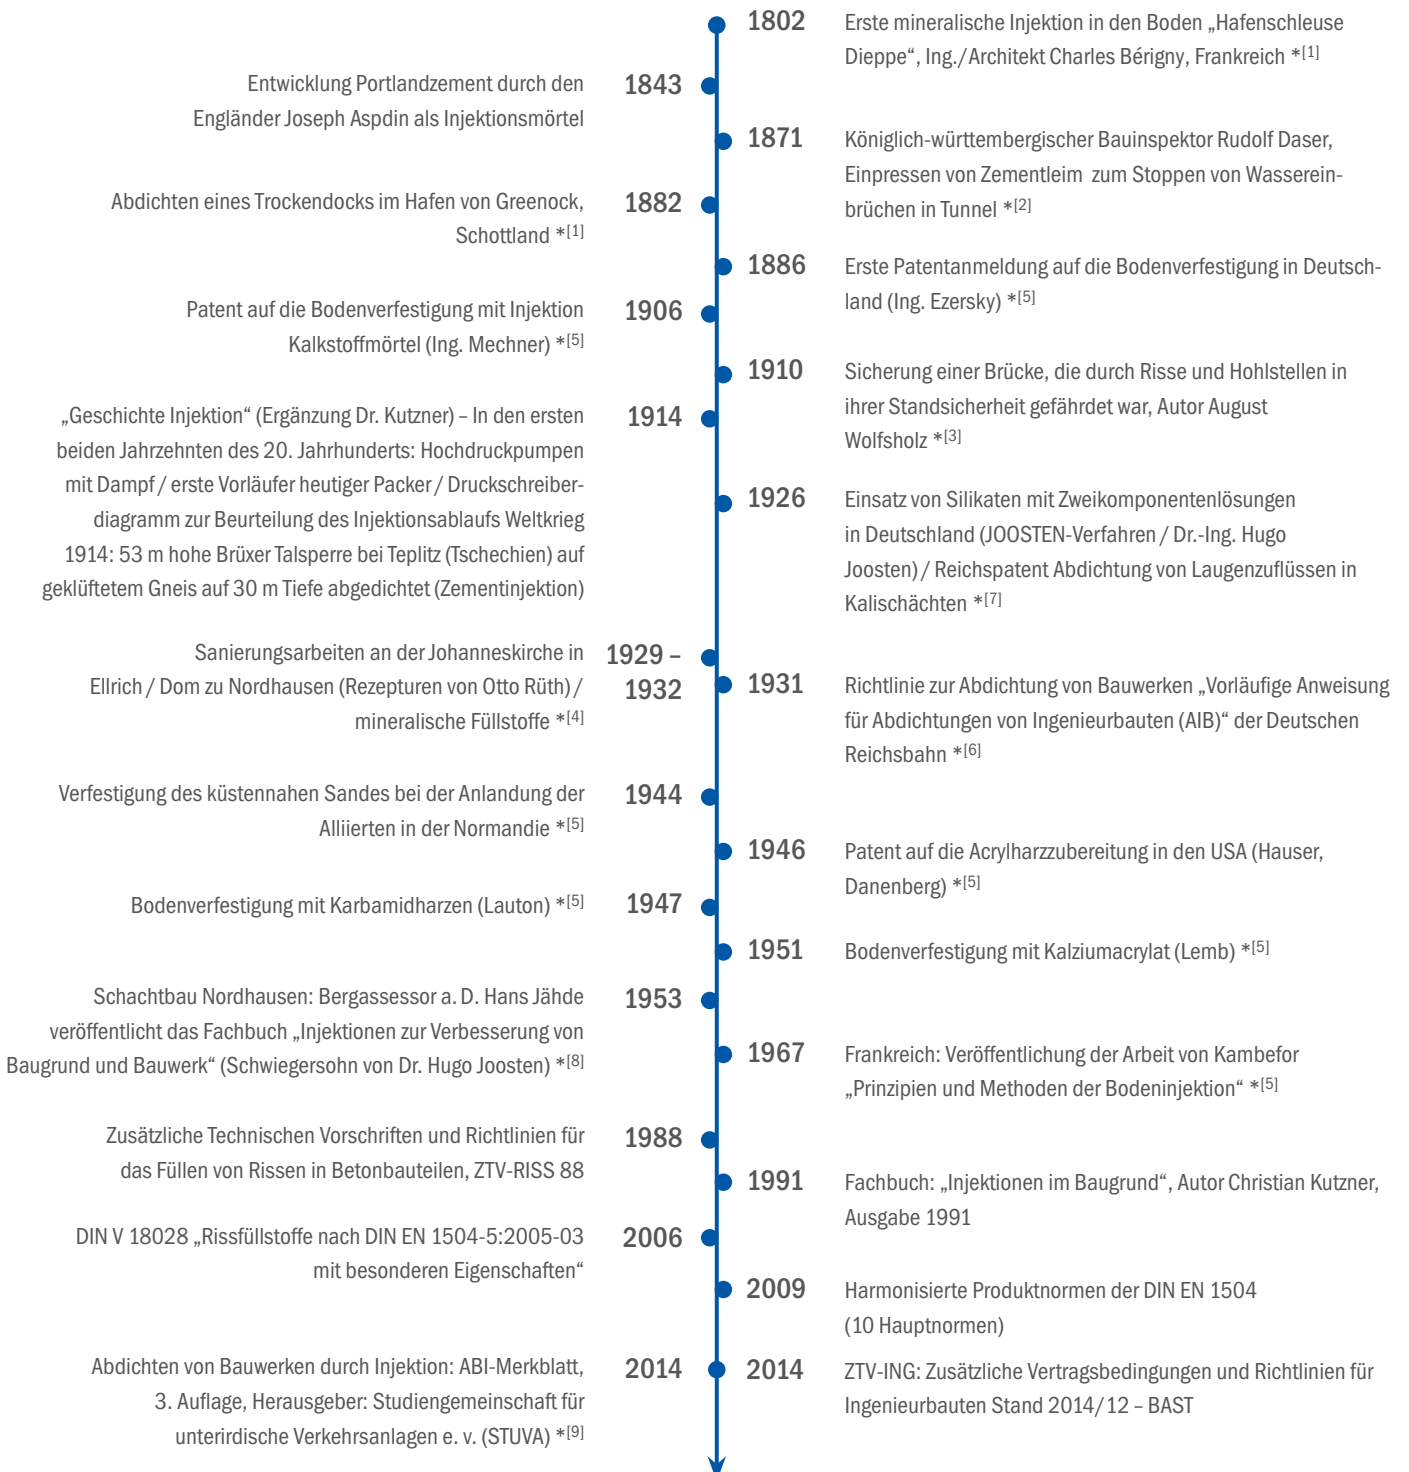 1802
Erste mineralische Injektion in den Boden „Hafenschleuse
Dieppe“, Ing./Architekt Charles Bérigny, Frankreich *[1]
Entwicklung Portlandzement durch den
Engländer Joseph Aspdin als Injektionsmörtel
1843
1871
Königlich-württembergischer Bauinspektor Rudolf Daser,
Einpressen von Zementleim zum Stoppen von Wasserein-
brüchen in Tunnel *[2]
Abdichten eines Trockendocks im Hafen von Greenock,
Schottland *[1]
1882
1886
Erste Patentanmeldung auf die Bodenverfestigung in Deutsch-
land (Ing. Ezersky) *[5]
Patent auf die Bodenverfestigung mit Injektion
Kalkstoffmörtel (Ing. Mechner) *[5]
1906
1910
Sicherung einer Brücke, die durch Risse und Hohlstellen in
ihrer Standsicherheit gefährdet war, Autor August
Wolfsholz *[3]
„Geschichte Injektion“ (Ergänzung Dr. Kutzner) – In den ersten
beiden Jahrzehnten des 20. Jahrhunderts: Hochdruckpumpen
mit Dampf / erste Vorläufer heutiger Packer / Druckschreiber-
diagramm zur Beurteilung des Injektionsablaufs Weltkrieg
1914: 53 m hohe Brüxer Talsperre bei Teplitz (Tschechien) auf
geklüftetem Gneis auf 30 m Tiefe abgedichtet (Zementinjektion)
1914
1926
Einsatz von Silikaten mit Zweikomponentenlösungen
in Deutschland (JOOSTEN-Verfahren / Dr.-Ing. Hugo
Joosten) / Reichspatent Abdichtung von Laugenzuflüssen in
Kalischächten *[7]
Sanierungsarbeiten an der Johanneskirche in
Ellrich / Dom zu Nordhausen (Rezepturen von Otto Rüth) /
mineralische Füllstoffe *[4]
1929 –
1932
1931
Richtlinie zur Abdichtung von Bauwerken „Vorläufige Anweisung
für Abdichtungen von Ingenieurbauten (AIB)“ der Deutschen
Reichsbahn *[6]
Verfestigung des küstennahen Sandes bei der Anlandung der
Alliierten in der Normandie *[5]
1944
1946
Patent auf die Acrylharzzubereitung in den USA (Hauser,
Danenberg) *[5]
Bodenverfestigung mit Karbamidharzen (Lauton) *[5]
1947
1951
Bodenverfestigung mit Kalziumacrylat (Lemb) *[5]
Schachtbau Nordhausen: Bergassessor a. D. Hans Jähde
veröffentlicht das Fachbuch „Injektionen zur Verbesserung von
Baugrund und Bauwerk“ (Schwiegersohn von Dr. Hugo Joosten) *[8]
1953
1967
Frankreich: Veröffentlichung der Arbeit von Kambefor
„Prinzipien und Methoden der Bodeninjektion“ *[5]
Zusätzliche Technischen Vorschriften und Richtlinien für
das Füllen von Rissen in Betonbauteilen, ZTV-RISS 88
1988
1991
Fachbuch: „Injektionen im Baugrund“, Autor Christian Kutzner,
Ausgabe 1991
DIN V 18028 „Rissfüllstoffe nach DIN EN 1504-5:2005-03
mit besonderen Eigenschaften“
2006
2009
Harmonisierte Produktnormen der DIN EN 1504
(10 Hauptnormen)
Abdichten von Bauwerken durch Injektion: ABI-Merkblatt,
3. Auflage, Herausgeber: Studiengemeinschaft für
unterirdische Verkehrsanlagen e. v. (STUVA) *[9]
2014
2014
ZTV-ING: Zusätzliche Vertragsbedingungen und Richtlinien für
Ingenieurbauten Stand 2014/12 – BAST